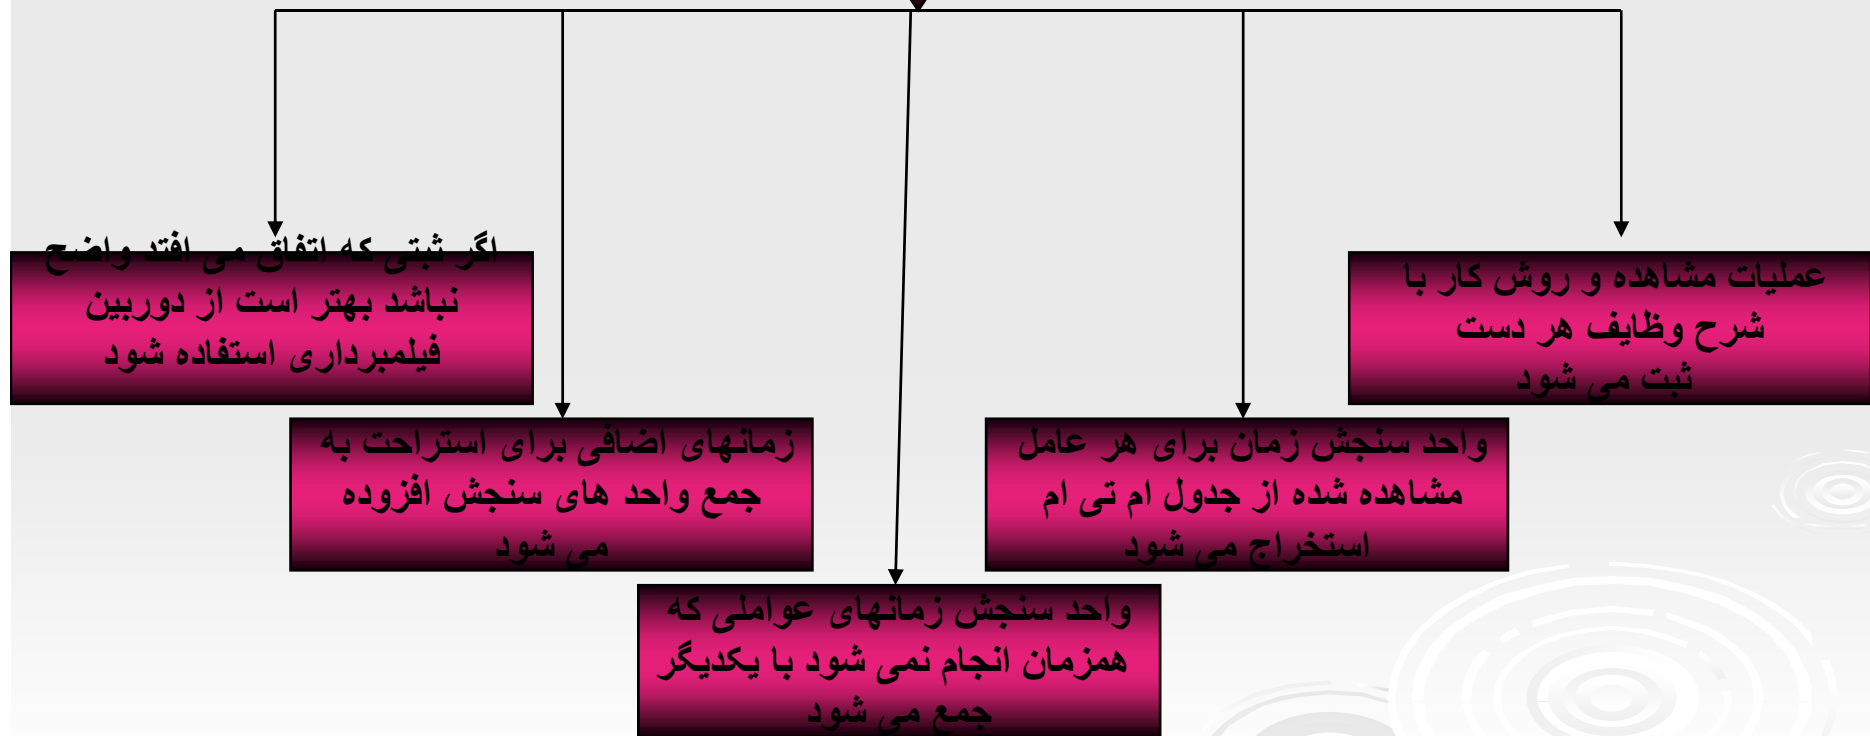 عملیات مشاهده و روش کار با
شرح وظایف هر دست
ثبت می شود
واحد سنجش زمان برای هر عامل
مشاهده شده از جدول ام تی ام
استخراج می شود
واحد سنجش زمانهای عواملی که
همزمان انجام نمی شود با یکدیگر
جمع می شود
زمانهای اضافی برای استراحت به
جمع واحد های سنجش افزوده
می شود
اگر ثبتی که اتفاق می افتد واضح
نباشد بهتر است از دوربین
فیلمبرداری استفاده شود